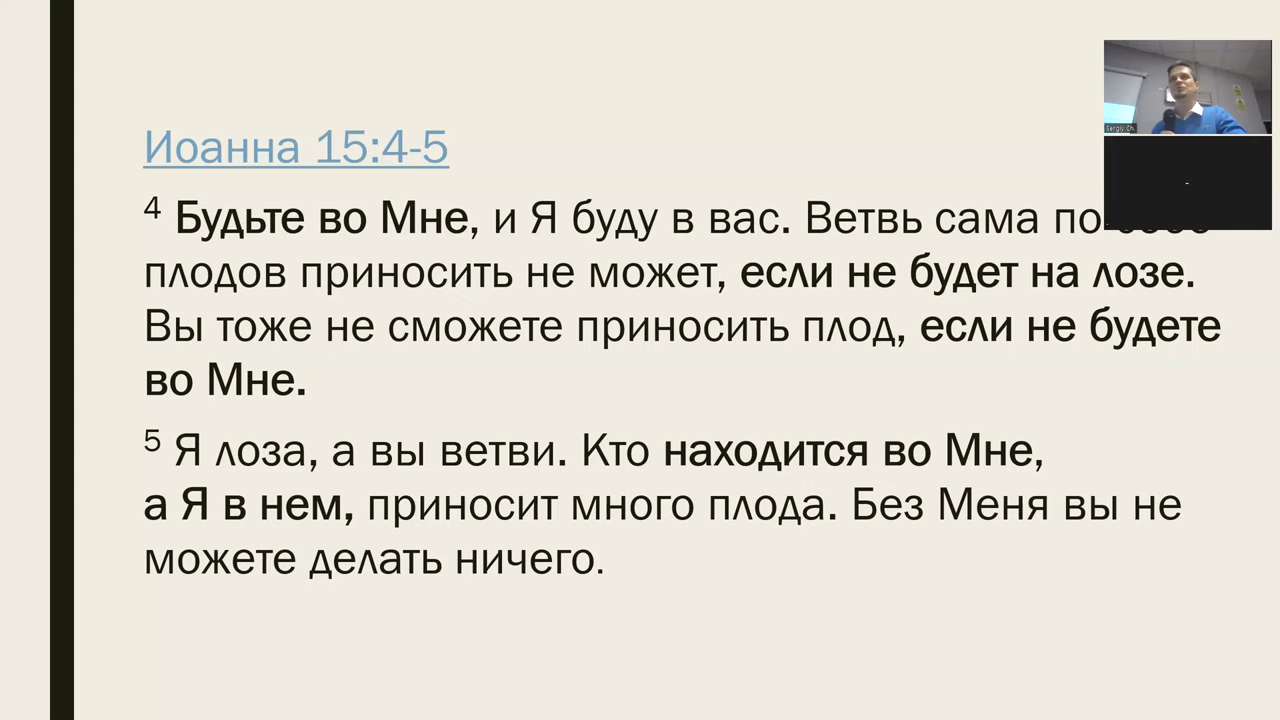 Иоанна 15:4-5
4 Будьте во Мне, и Я буду в вас. Ветвь сама по
плодов приносить не может, если не будет на лозе.
Вы тоже не сможете приносить плод, если не будете
во Мне.
5 Я лоза, а вы ветви. Кто находится во Мне,
а Я в нем, приносит много плода. Без Меня вы не
можете делать ничего.
Sergiy Ch.